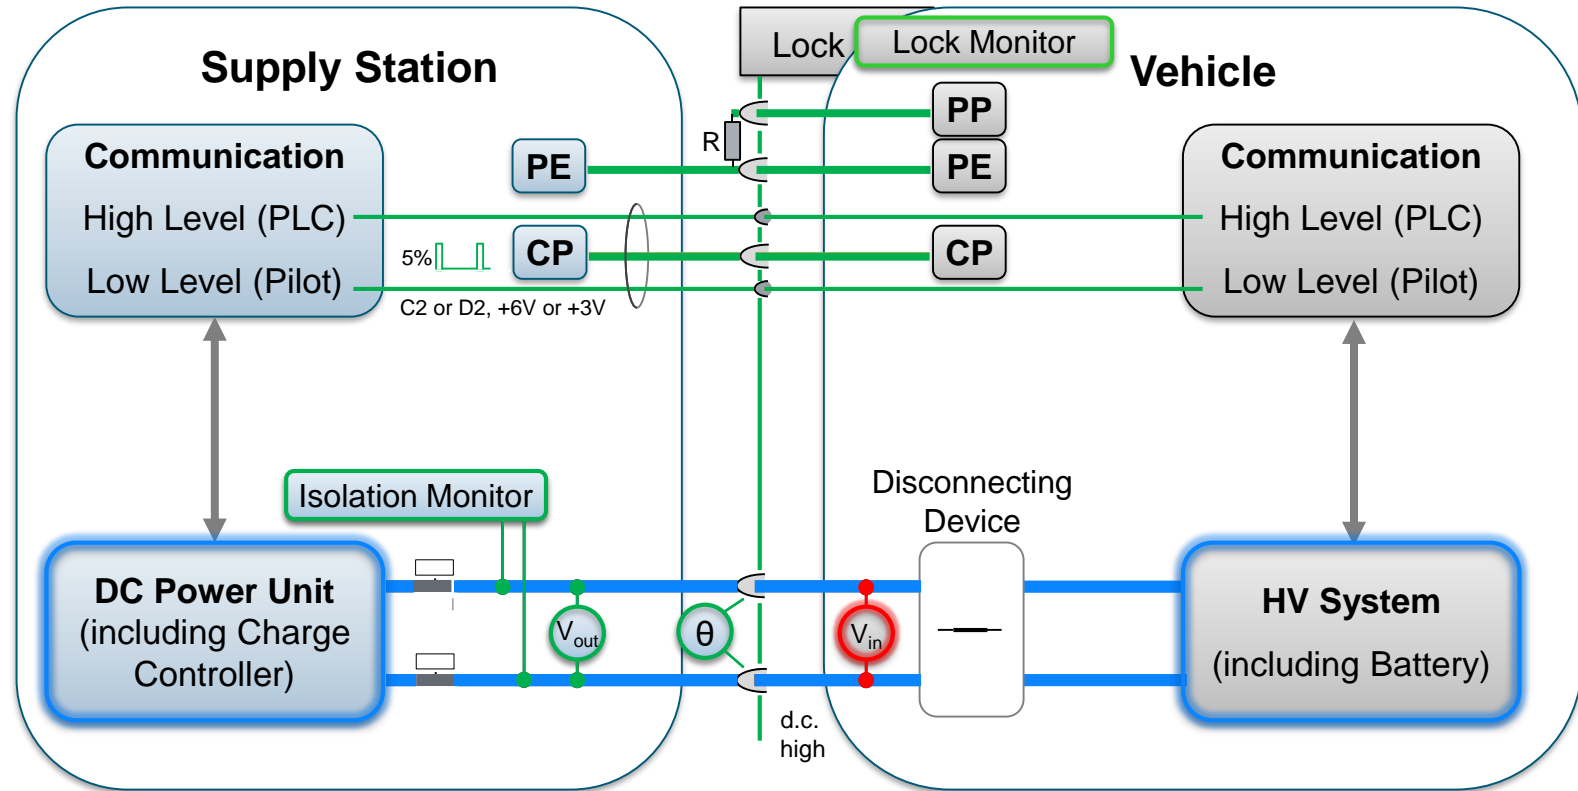 Supply Station
Lock
Lock Monitor
Vehicle
PP
R
PE
PE
Communication
High Level (PLC)
Low Level (Pilot)
5%
CP
CP
C2 or D2, +6V or +3V
Communication
High Level (PLC)
Low Level (Pilot)
Isolation Monitor
Disconnecting
Device
DC Power Unit
(including Charge
Controller)
Vout
θ
Vin
HV System
(including Battery)
d.c.
high